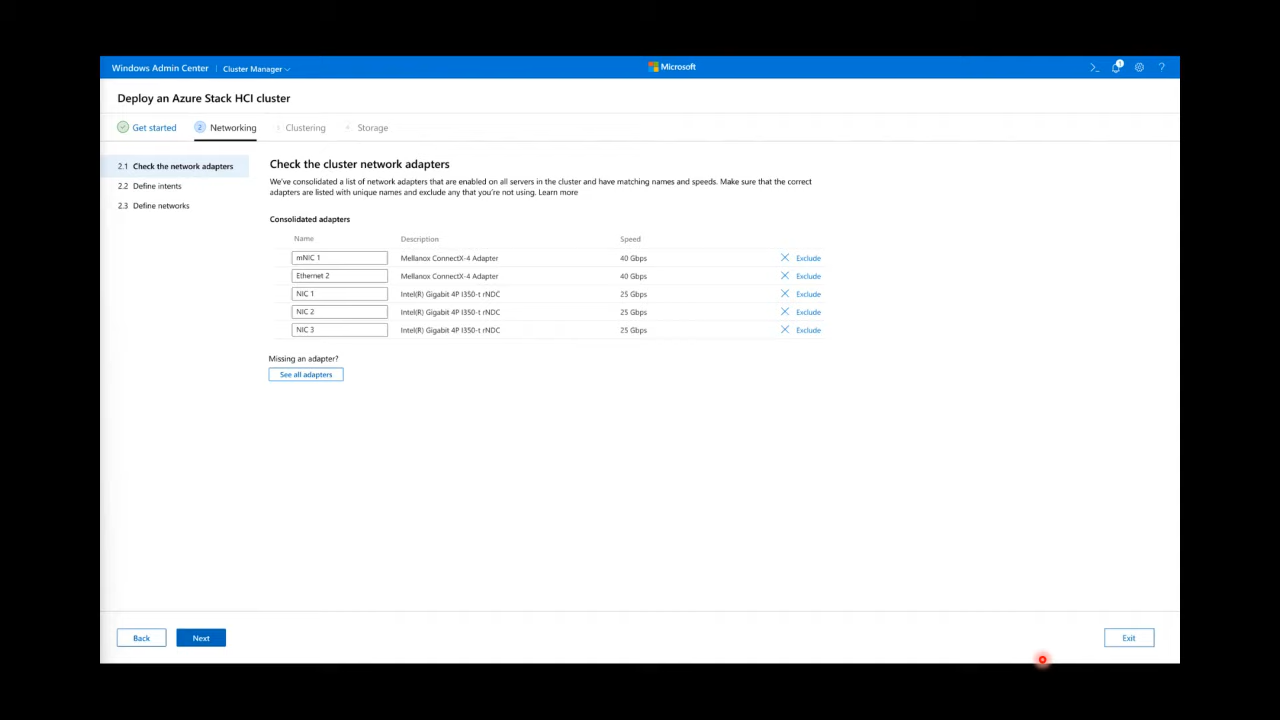 Windows Admin Center | Cluster Manager
Microsoft
1
?
Deploy an Azure Stack HCI cluster
Get started
2 Networking
Clustering
Storage
2.1 Check the network adapters
2.2 Define intents
2.3 Define networks
Check the cluster network adapters
We've consolidated a list of network adapters that are enabled on all servers in the cluster and have matching names and speeds. Make sure that the correct
adapters are listed with unique names and exclude any that you're not using. Learn more
Consolidated adapters
Name Description Speed
mNIC 1 Mellanox ConnectX-4 Adapter 40 Gbps Exclude
Ethernet 2 Mellanox ConnectX-4 Adapter 40 Gbps Exclude
NIC 1 Intel(R) Gigabit 4P I350-t rNDC 25 Gbps Exclude
NIC 2 Intel(R) Gigabit 4P I350-t rNDC 25 Gbps Exclude
NIC 3 Intel(R) Gigabit 4P I350-t rNDC 25 Gbps Exclude
Missing an adapter?
See all adapters
Back
Next
Exit